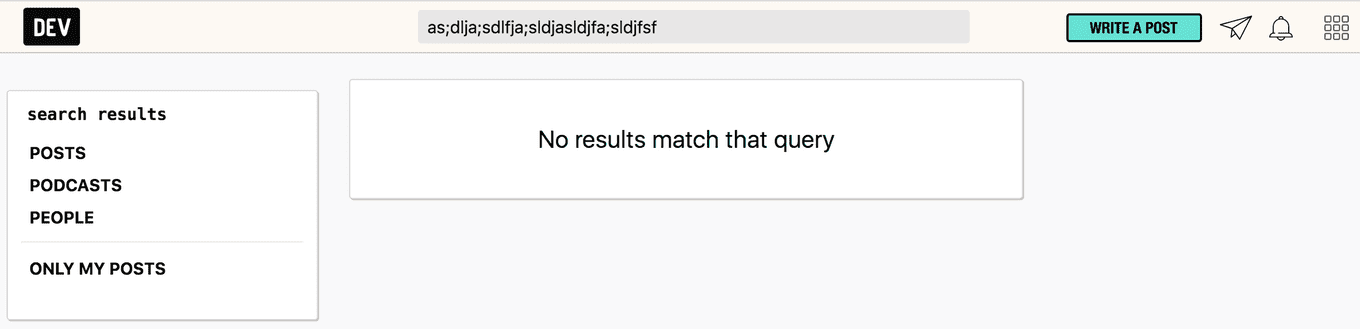 DEV
as;dlja;sdlfja;sldjasldjfa;sldjfsf
WRITE A POST
search results
POSTS
PODCASTS
PEOPLE
ONLY MY POSTS
No results match that query